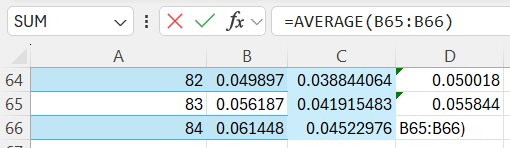 SUM fx =AVERAGE(B65:B66)
A B C D
64 82 0.049897 0.038844064 0.050018
65 83 0.056187 0.041915483 0.055844
66 84 0.061448 0.04522976 B65:B66)